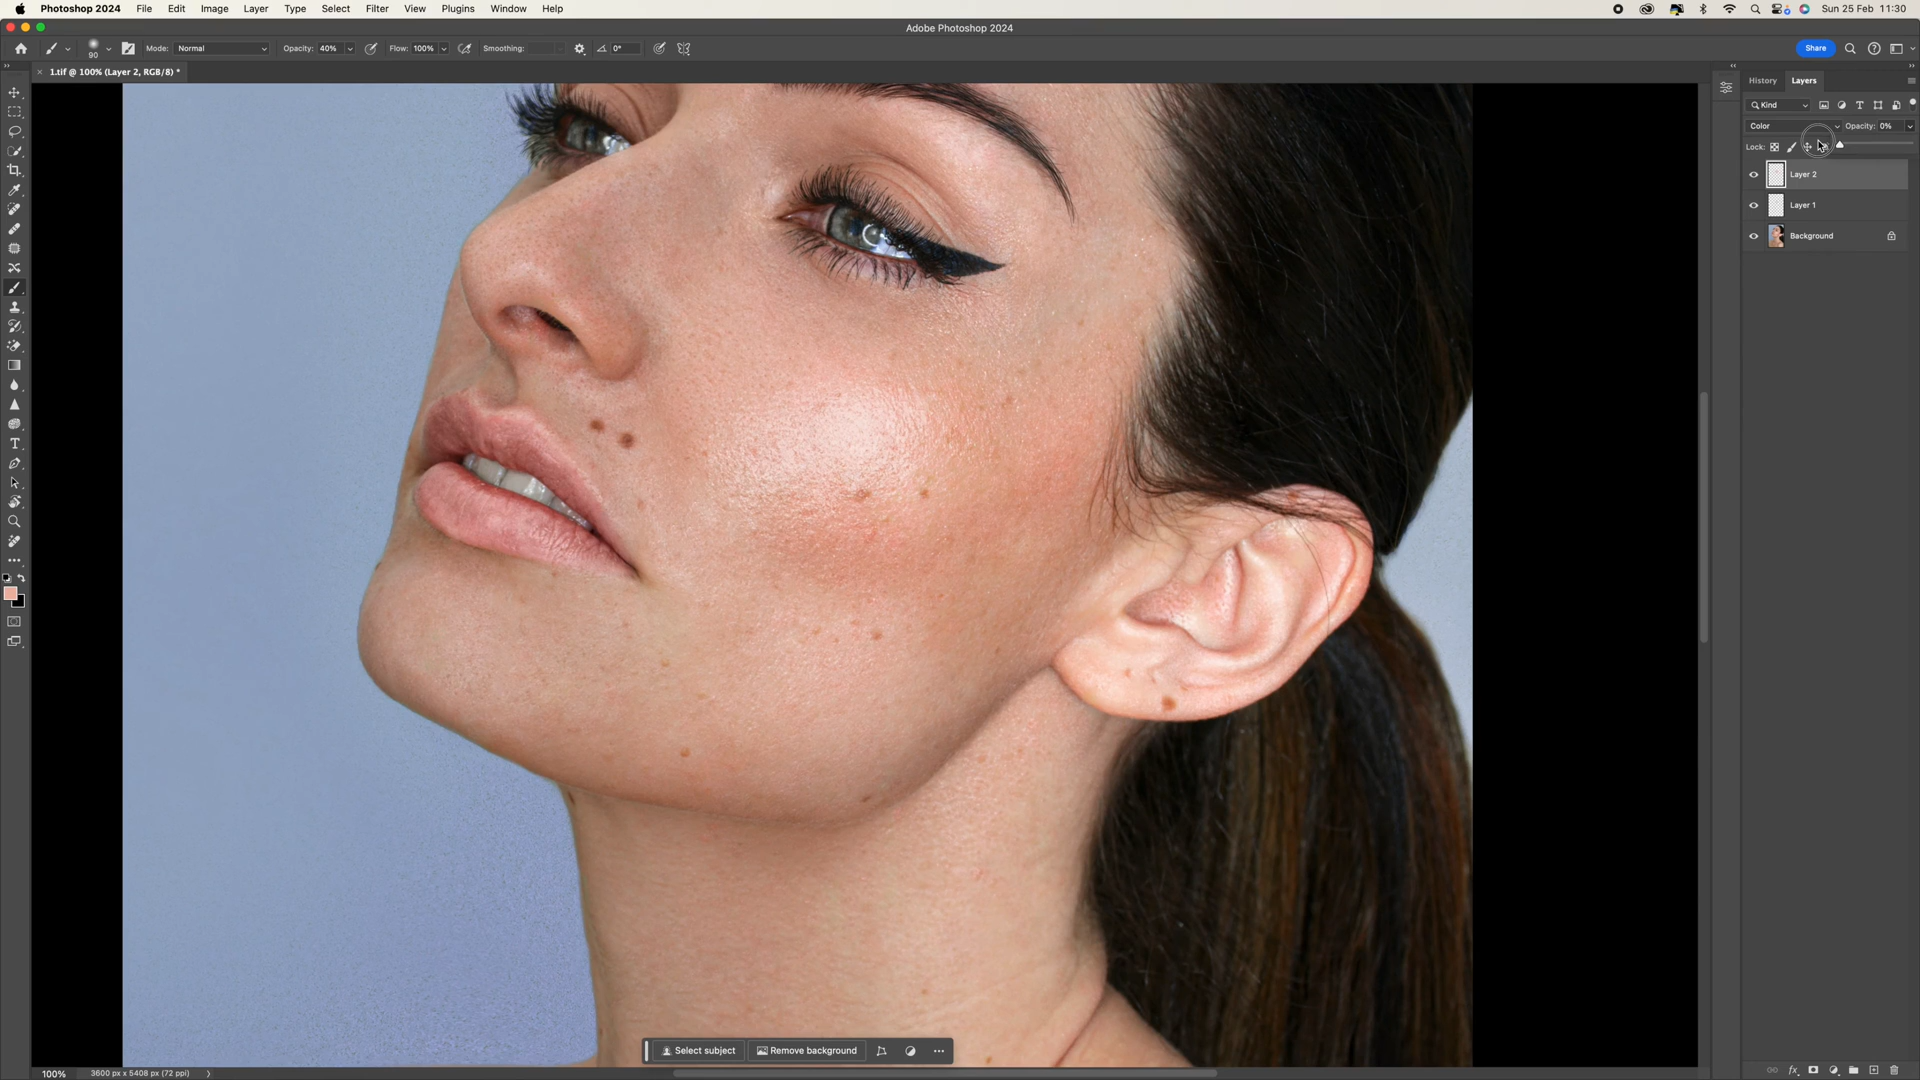 Photoshop 2024 File Edit Image Layer Type Select Filter View Plugins Window Help Sun 25 Feb 11:30
Adobe Photoshop 2024
90 Mode: Normal Opacity: 40% Flow: 100% Smoothing: 0° Share
× 1.tif @ 100% (Layer 2, RGB/8) *
History Layers
Kind
Color Opacity: 0%
Lock:
Layer 2
Layer 1
Background
Select subject Remove background
100% 3600 px x 5408 px (72 ppi)